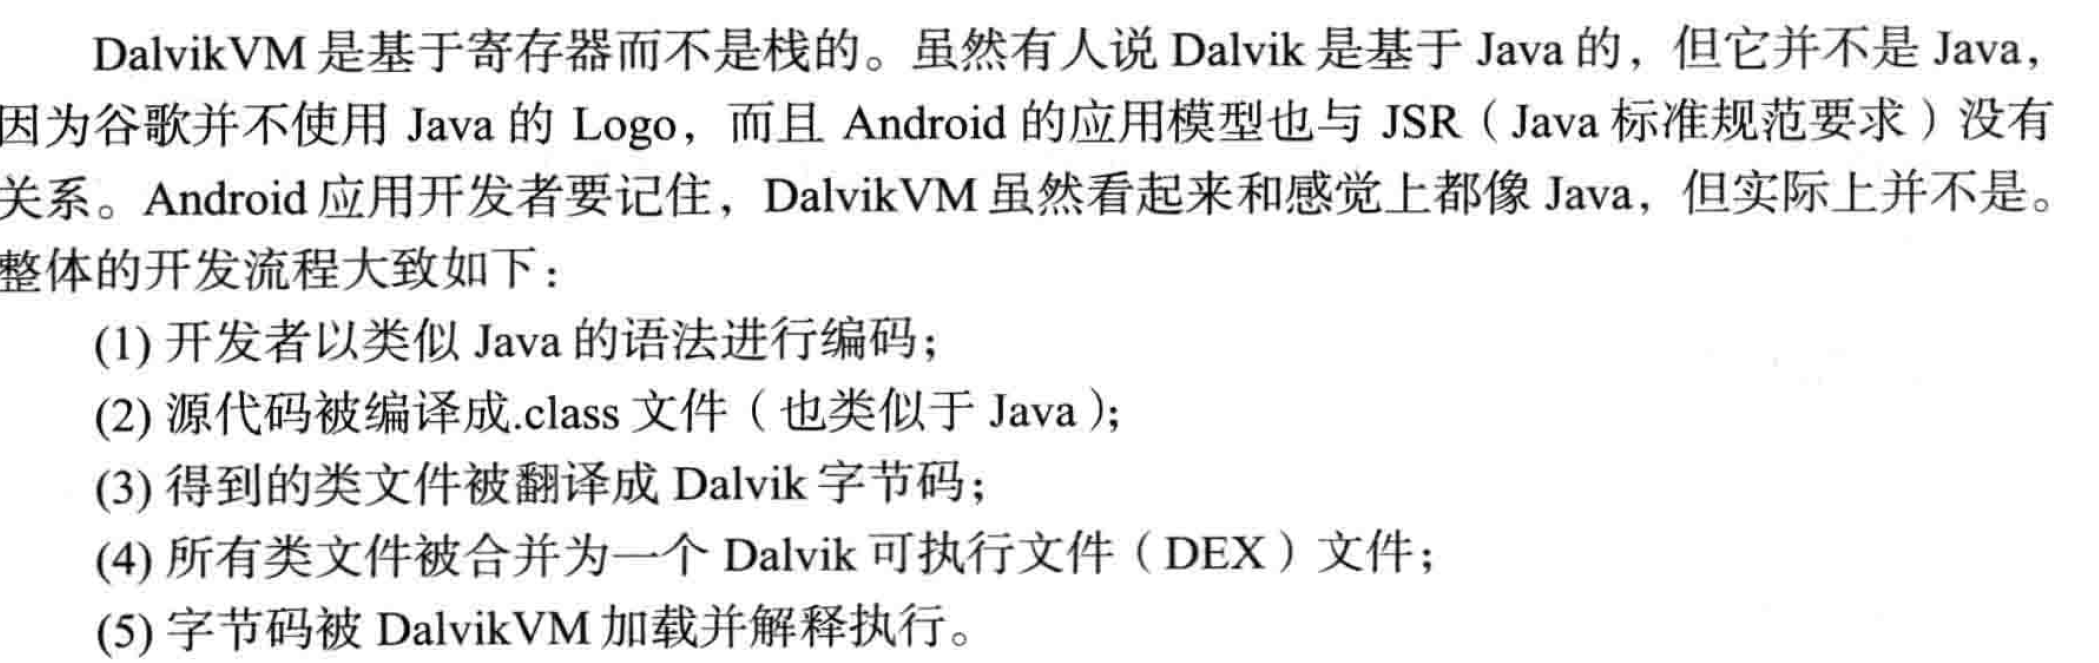 DalvikVM 是基于寄存器而不是栈的。虽然有人说 Dalvik 是基于 Java 的，但它并不是 Java，
因为谷歌并不使用 Java 的 Logo，而且 Android 的应用模型也与 JSR（Java 标准规范要求）没有
关系。Android 应用开发者要记住，DalvikVM 虽然看起来和感觉上都像 Java，但实际上并不是。
整体的开发流程大致如下：
(1) 开发者以类似 Java 的语法进行编码；
(2) 源代码被编译成.class 文件（也类似于 Java）；
(3) 得到的类文件被翻译成 Dalvik 字节码；
(4) 所有类文件被合并为一个 Dalvik 可执行文件（DEX）文件；
(5) 字节码被 DalvikVM 加载并解释执行。